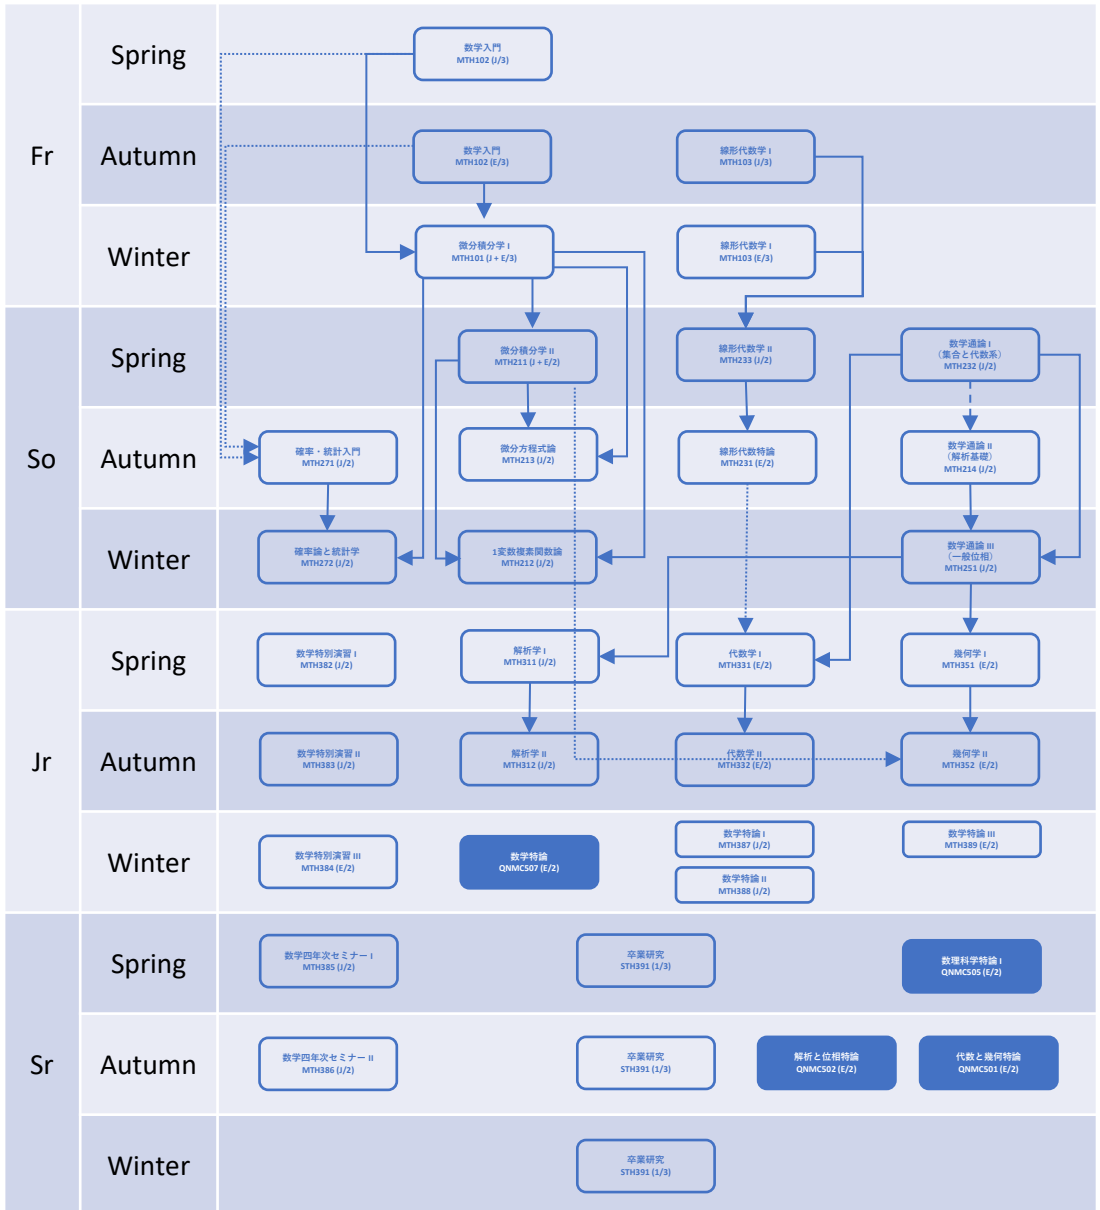 Fr
Spring
数学入門
MTH102 (J/3)
Autumn
数学入門
MTH102 (E/3)
線形代数学 I
MTH103 (J/3)
Winter
微分積分学 I
MTH101 (J + E/3)
線形代数学 I
MTH103 (E/3)
So
Spring
微分積分学 II
MTH211 (J + E/2)
線形代数学 II
MTH233 (J/2)
数学通論 I
（集合と代数系）
MTH232 (J/2)
Autumn
確率・統計入門
MTH271 (J/2)
微分方程式論
MTH213 (J/2)
線形代数特論
MTH231 (E/2)
数学通論 II
（解析基礎）
MTH214 (J/2)
Winter
確率論と統計学
MTH272 (J/2)
1変数複素関数論
MTH212 (J/2)
数学通論 III
（一般位相）
MTH251 (J/2)
Jr
Spring
数学特別演習 I
MTH382 (J/2)
解析学 I
MTH311 (J/2)
代数学 I
MTH331 (E/2)
幾何学 I
MTH351 (E/2)
Autumn
数学特別演習 II
MTH383 (J/2)
解析学 II
MTH312 (J/2)
代数学 II
MTH332 (E/2)
幾何学 II
MTH352 (E/2)
Winter
数学特別演習 III
MTH384 (E/2)
数学特論
QNMC507 (E/2)
数学特論 I
MTH387 (J/2)
数学特論 II
MTH388 (J/2)
数学特論 III
MTH389 (E/2)
Sr
Spring
数学四年次セミナー I
MTH385 (J/2)
卒業研究
STH391 (1/3)
数理科学特論 I
QNMC505 (E/2)
Autumn
数学四年次セミナー II
MTH386 (J/2)
卒業研究
STH391 (1/3)
解析と位相特論
QNMC502 (E/2)
代数と幾何特論
QNMC501 (E/2)
Winter
卒業研究
STH391 (1/3)